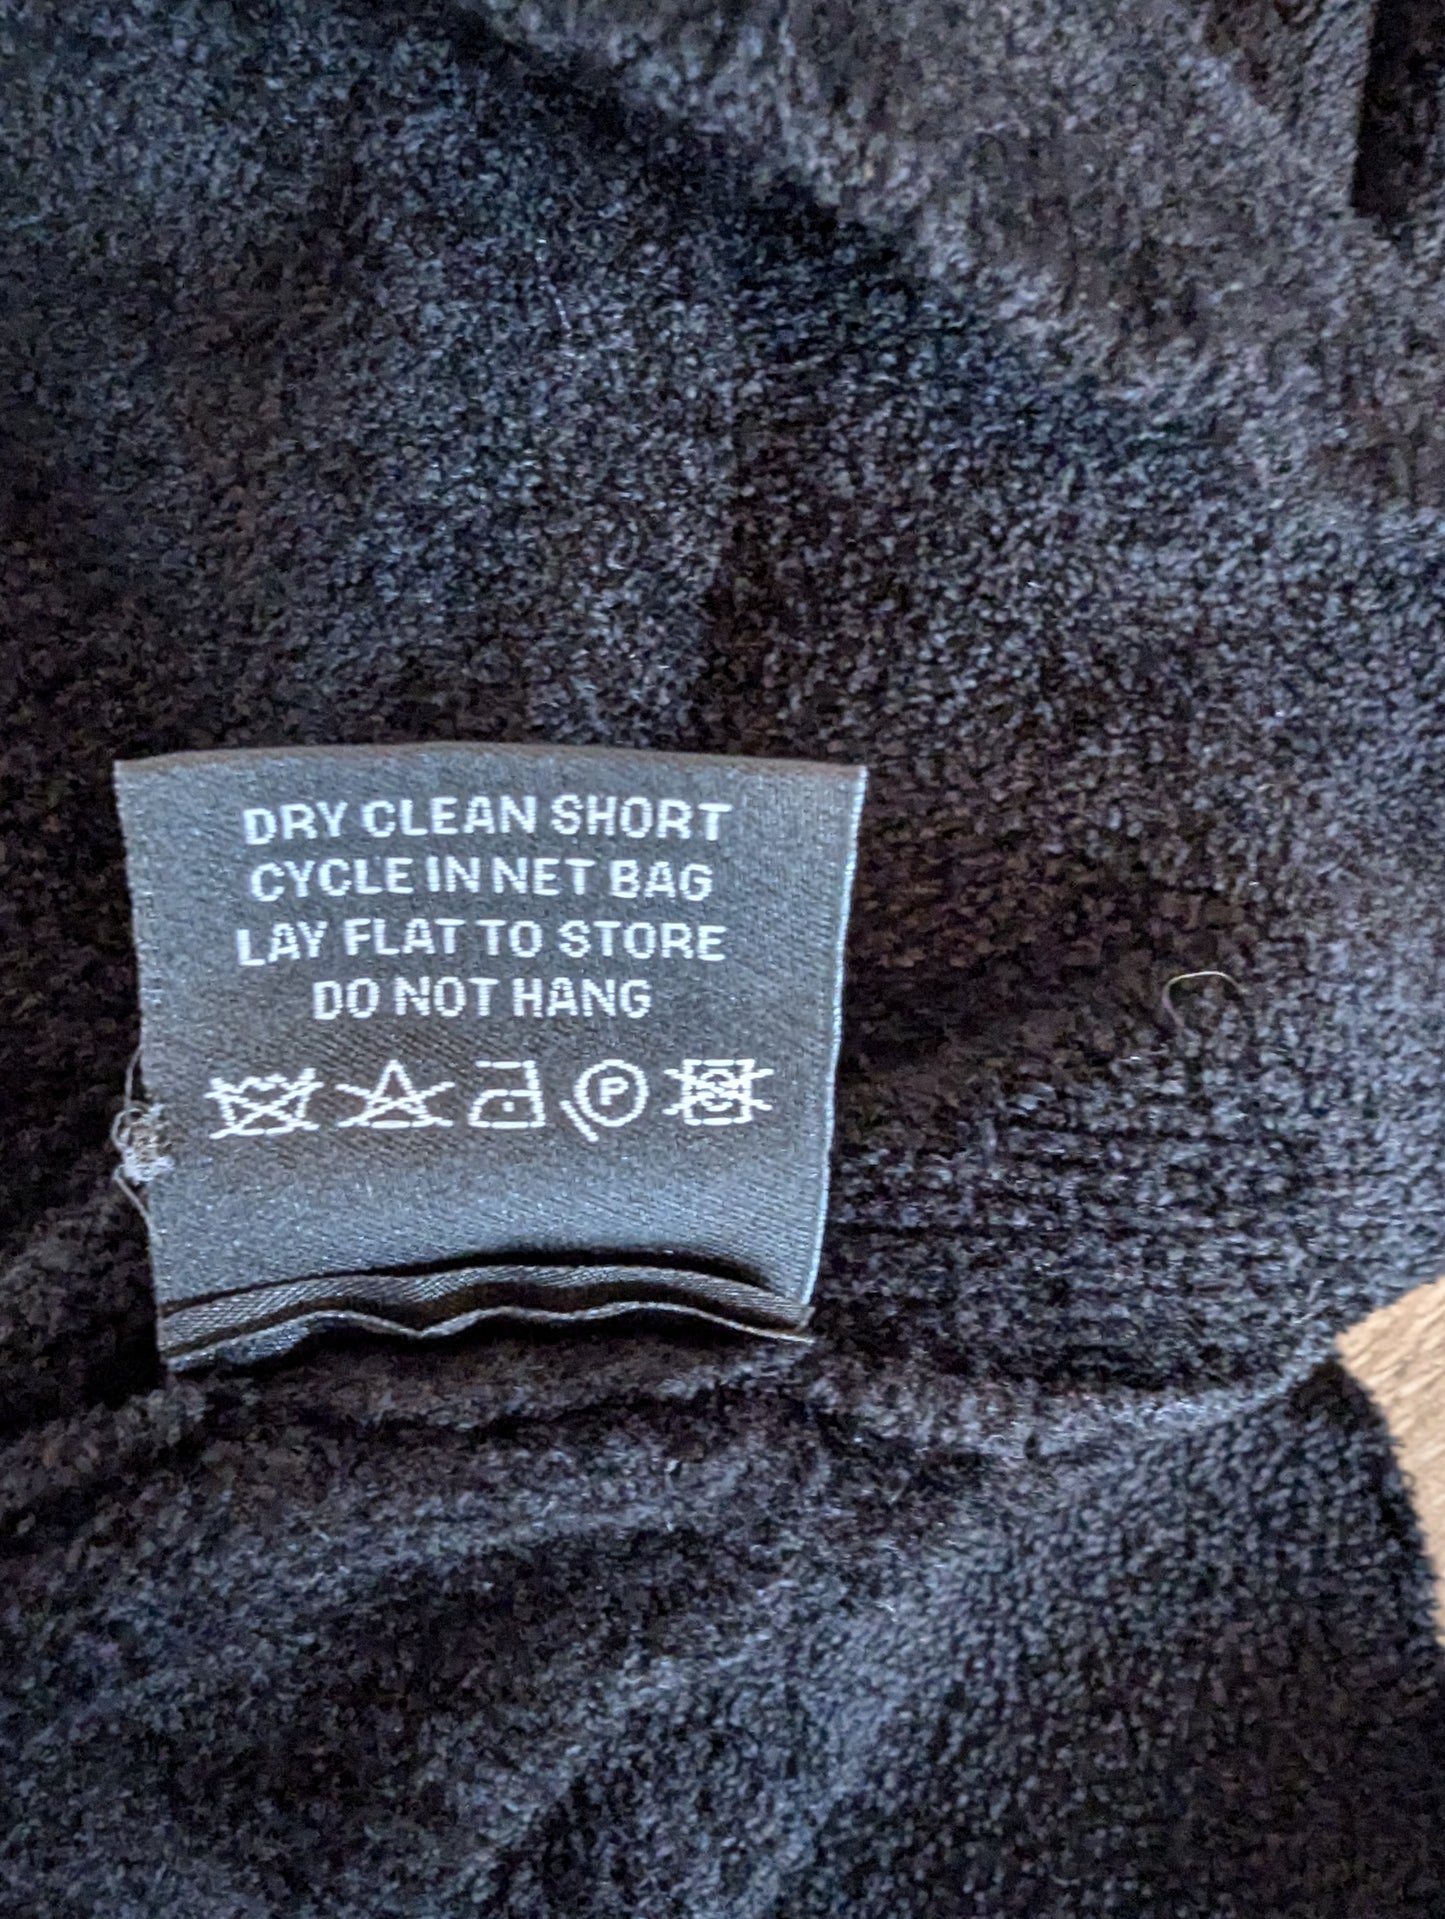 DRY CLEAN SHORT
CYCLE IN NET BAG
LAY FLAT TO STORE
DO NOT HANG
P